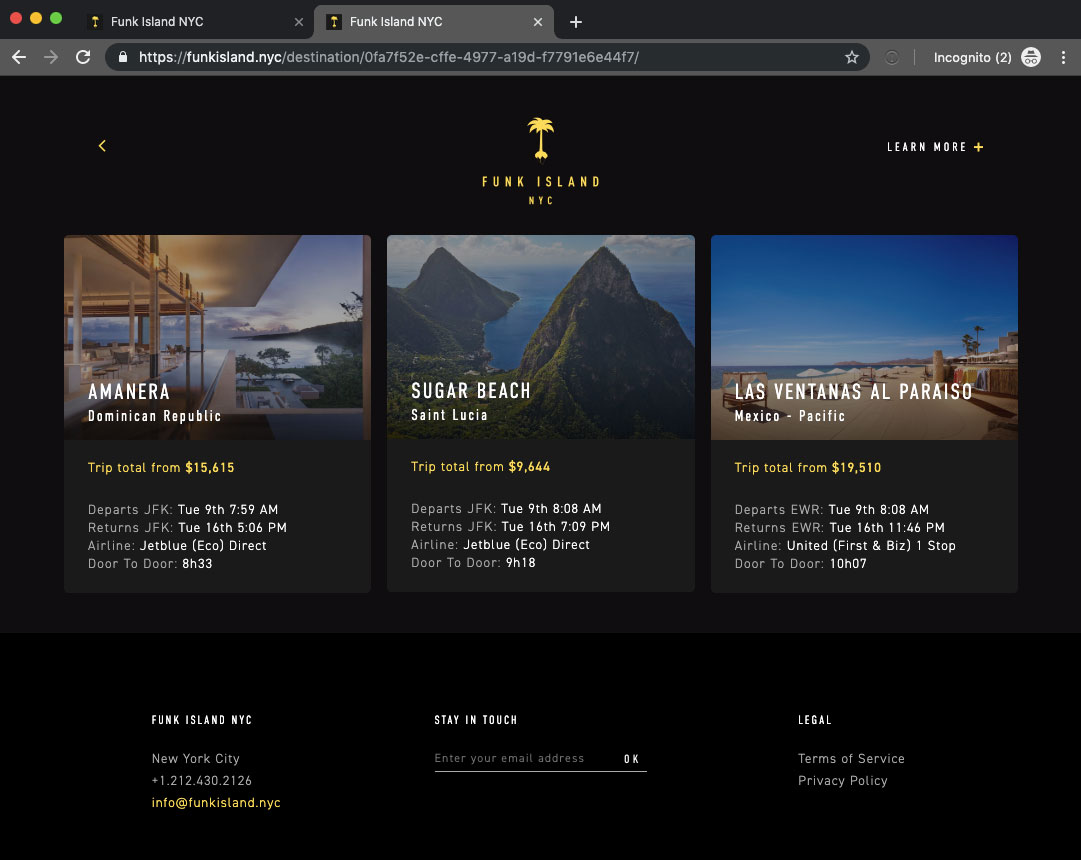 Funk Island NYC
Funk Island NYC
https://funkisland.nyc/destination/0fa7f52e-cffe-4977-a19d-f7791e6e44f7/
Incognito (2)
LEARN MORE +
FUNK ISLAND
NYC
AMANERA
Dominican Republic
Trip total from $15,615
Departs JFK: Tue 9th 7:59 AM
Returns JFK: Tue 16th 5:06 PM
Airline: Jetblue (Eco) Direct
Door To Door: 8h33
SUGAR BEACH
Saint Lucia
Trip total from $9,644
Departs JFK: Tue 9th 8:08 AM
Returns JFK: Tue 16th 7:09 PM
Airline: Jetblue (Eco) Direct
Door To Door: 9h18
LAS VENTANAS AL PARAISO
Mexico - Pacific
Trip total from $19,510
Departs EWR: Tue 9th 8:08 AM
Returns EWR: Tue 16th 11:46 PM
Airline: United (First & Biz) 1 Stop
Door To Door: 10h07
FUNK ISLAND NYC
New York City
+1.212.430.2126
info@funkisland.nyc
STAY IN TOUCH
Enter your email address OK
LEGAL
Terms of Service
Privacy Policy